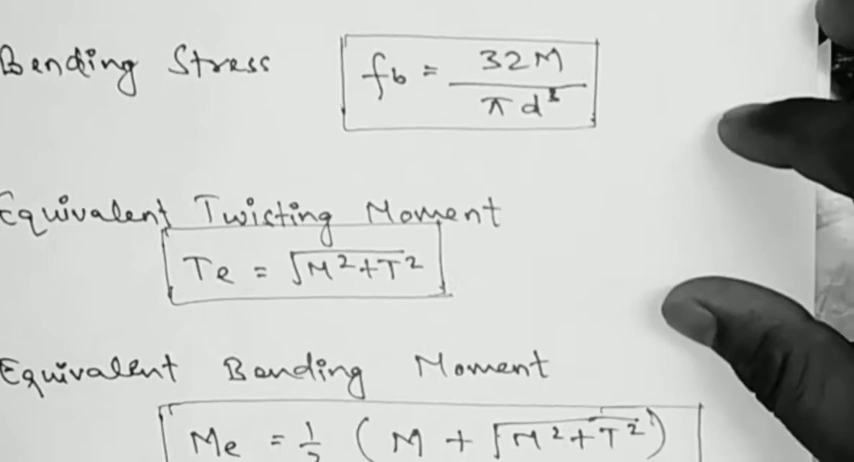 Bending Stress fb = 32M / πd³
Equivalent Twisting Moment
Te = √M²+T²
Equivalent Bending Moment
Me = ½ (M + √M²+T²)